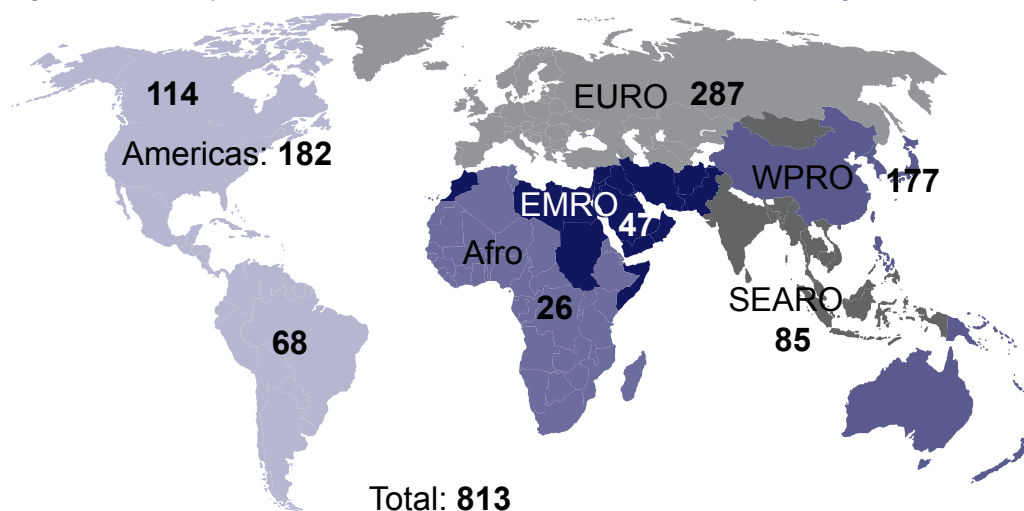 114
EURO 287
Americas: 182
WPRO 177
EMRO
47
Afro
SEARO
26
85
68
Total: 813